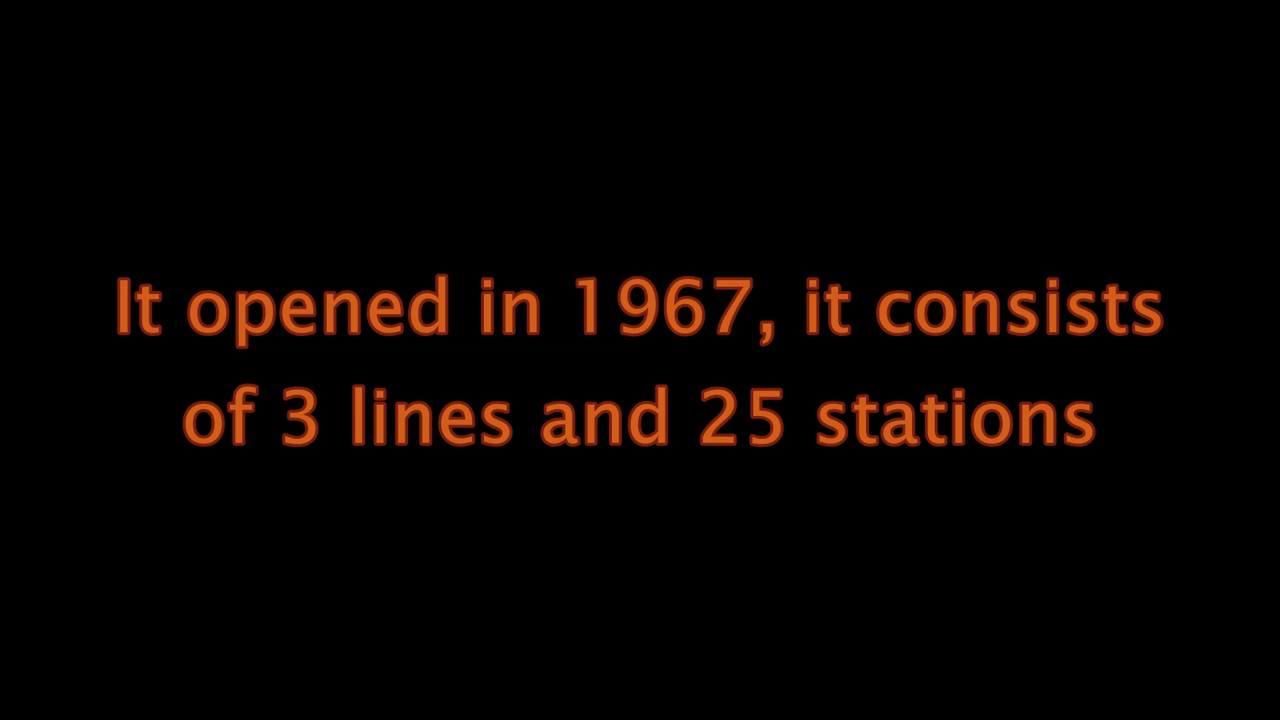 It opened in 1967, it consists
of 3 lines and 25 stations